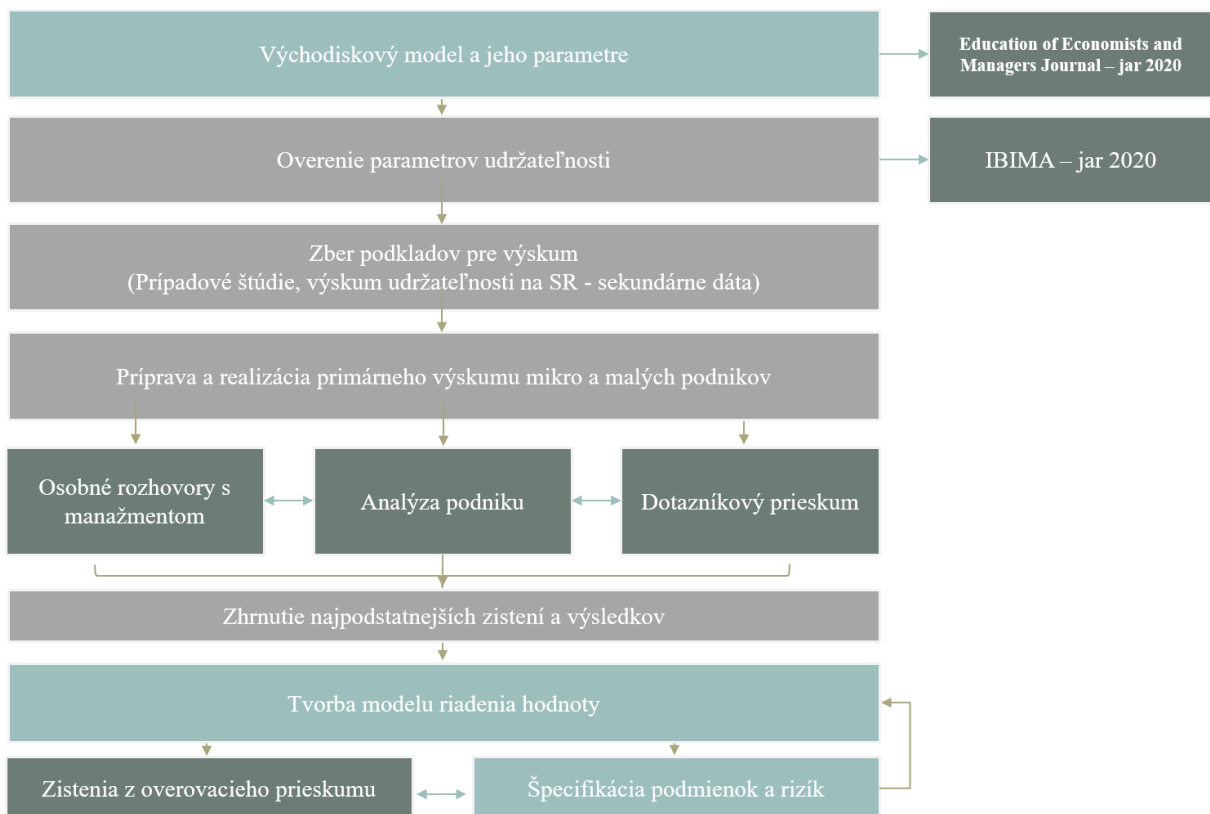 Východiskový model a jeho parametre
Education of Economists and
Managers Journal – jar 2020
Overenie parametrov udržateľnosti
IBIMA – jar 2020
Zber podkladov pre výskum
(Prípadové štúdie, výskum udržateľnosti na SR - sekundárne dáta)
Príprava a realizácia primárneho výskumu mikro a malých podnikov
Osobné rozhovory s
manažmentom
Analýza podniku
Dotazníkový prieskum
Zhrnutie najpodstatnejších zistení a výsledkov
Tvorba modelu riadenia hodnoty
Zistenia z overovacieho prieskumu
Špecifikácia podmienok a rizík